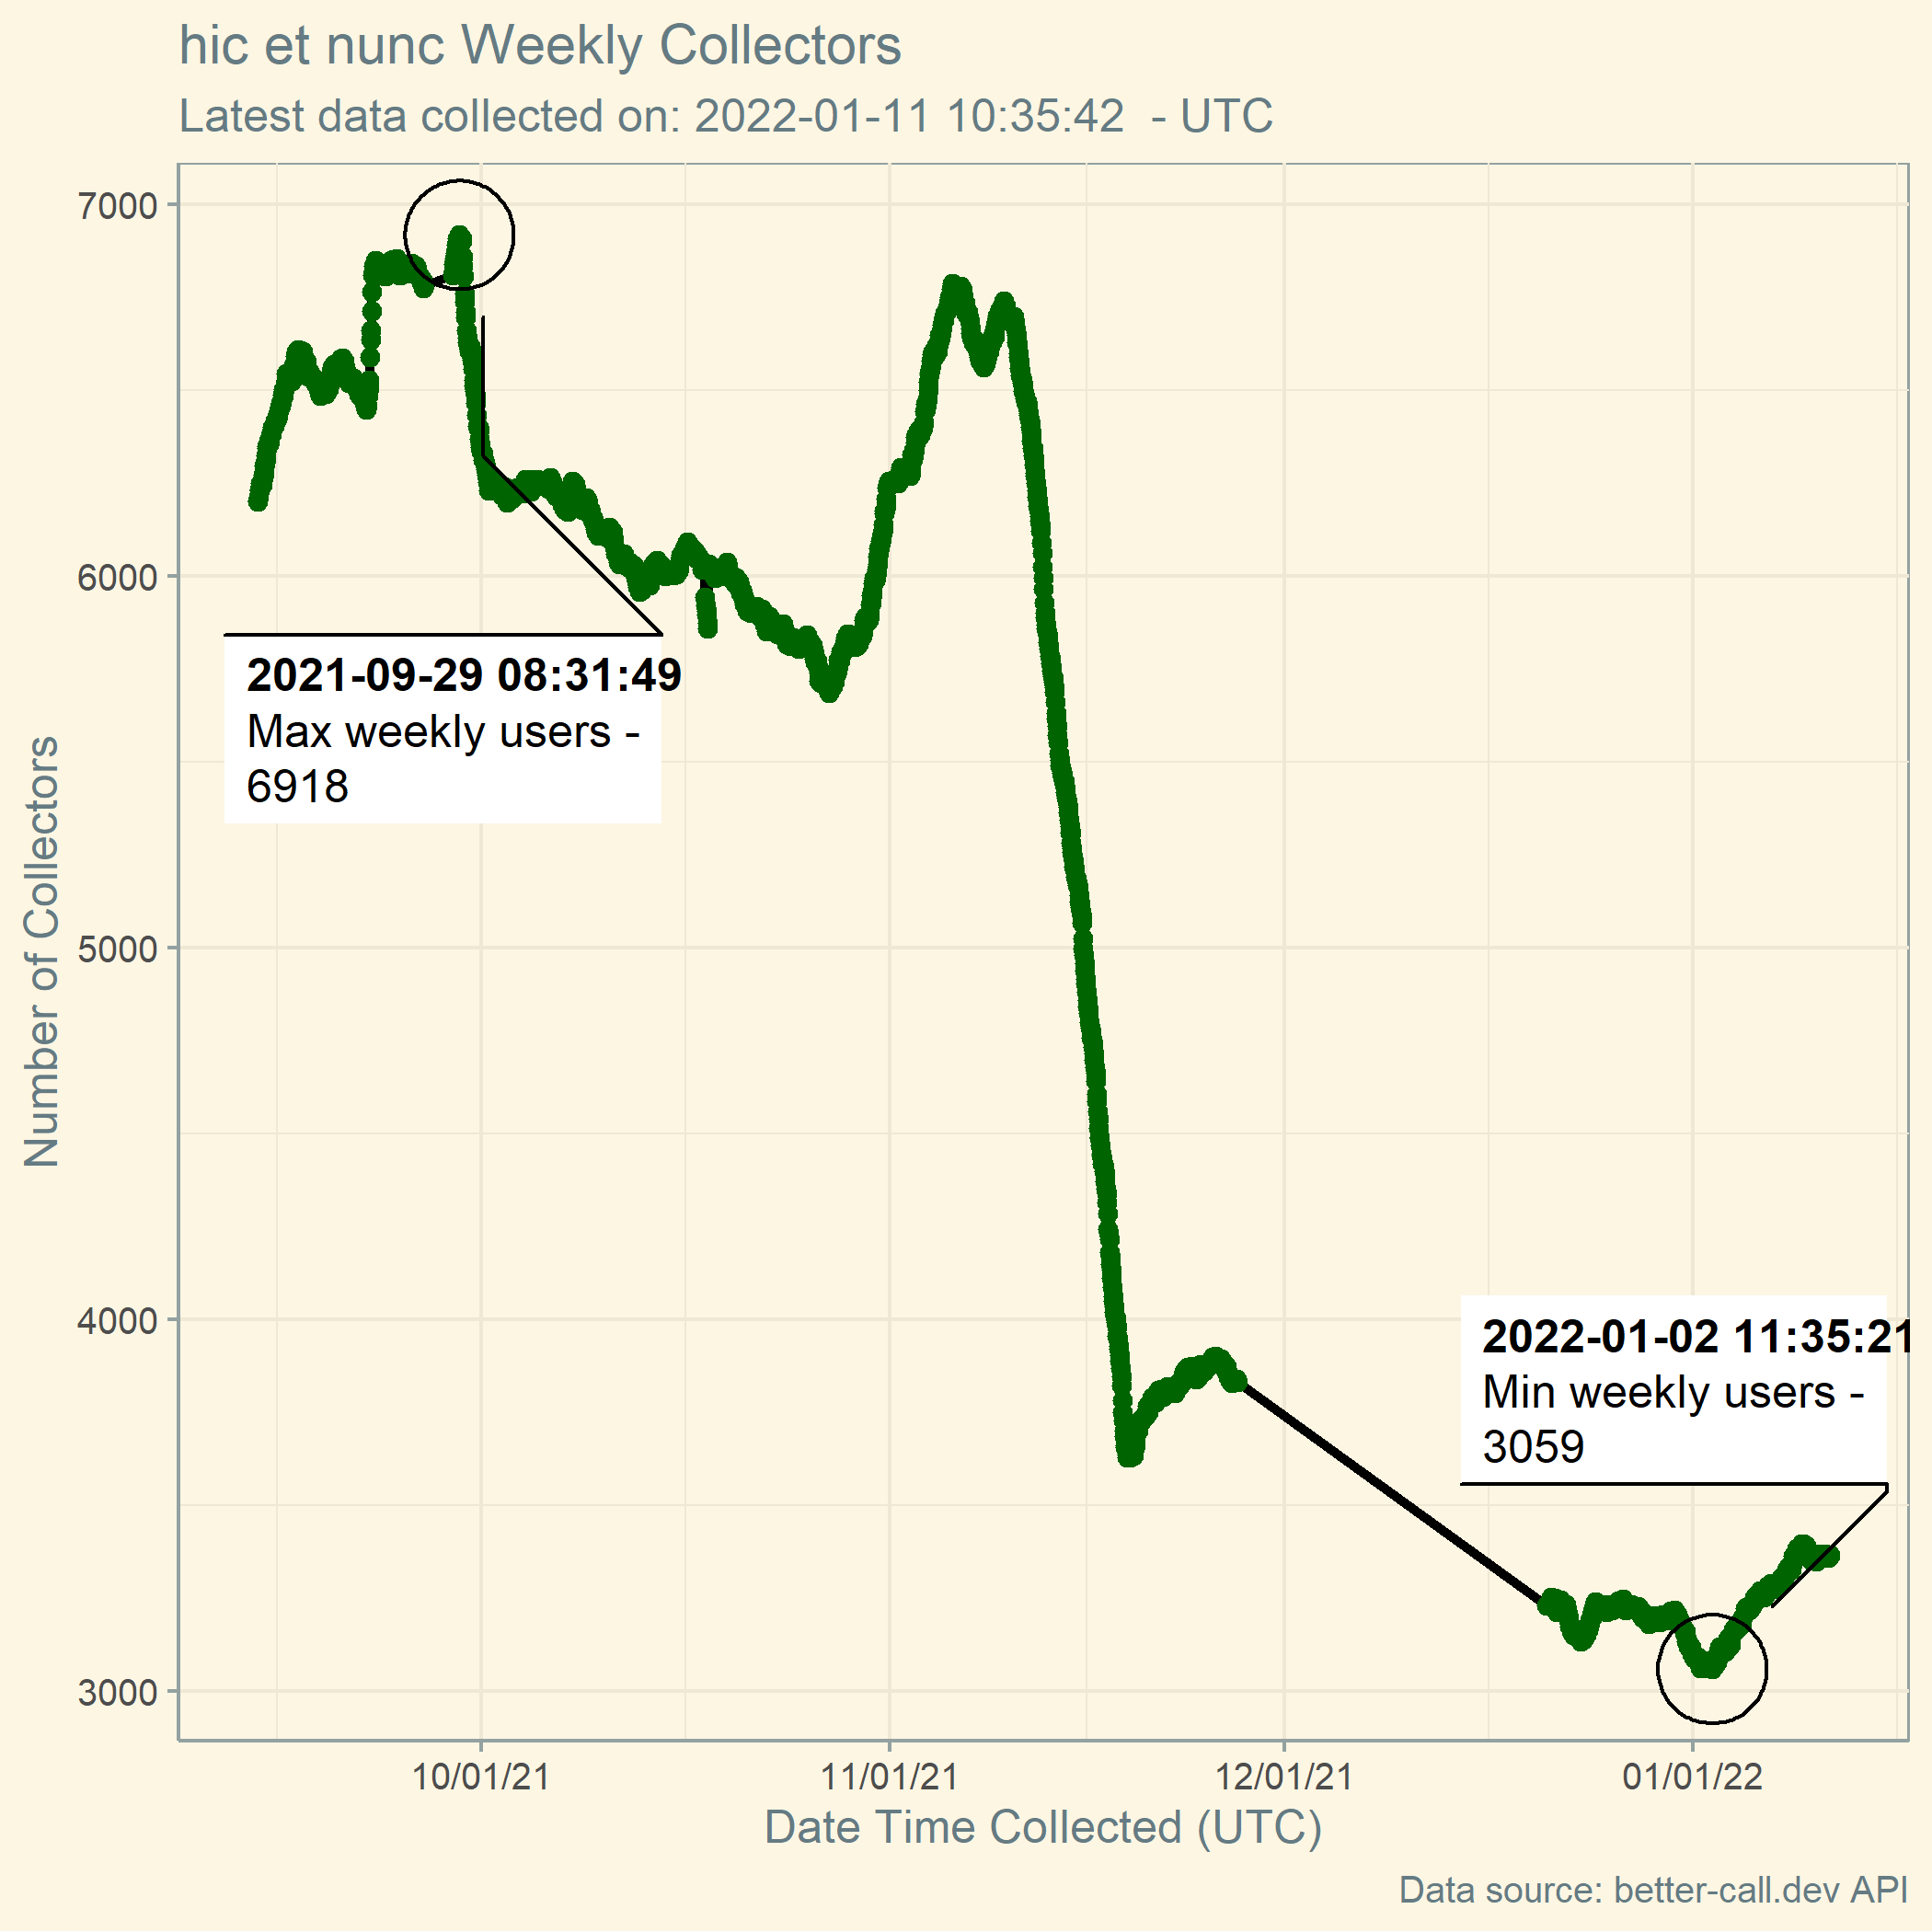 hic et nunc Weekly Collectors
Latest data collected on: 2022-01-11 10:35:42  - UTC
7000
6000
5000
4000
3000
Number of Collectors
2021-09-29 08:31:49
Max weekly users -
6918
2022-01-02 11:35:21
Min weekly users -
3059
10/01/21
11/01/21
12/01/21
01/01/22
Date Time Collected (UTC)
Data source: better-call.dev API